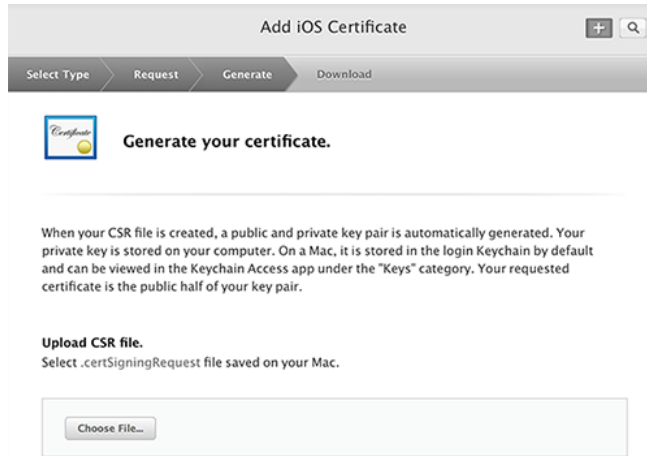 Add iOS Certificate
Select Type Request Generate Download
Certificate
Generate your certificate.
When your CSR file is created, a public and private key pair is automatically generated. Your
private key is stored on your computer. On a Mac, it is stored in the login Keychain by default
and can be viewed in the Keychain Access app under the "Keys" category. Your requested
certificate is the public half of your key pair.
Upload CSR file.
Select .certSigningRequest file saved on your Mac.
Choose File...